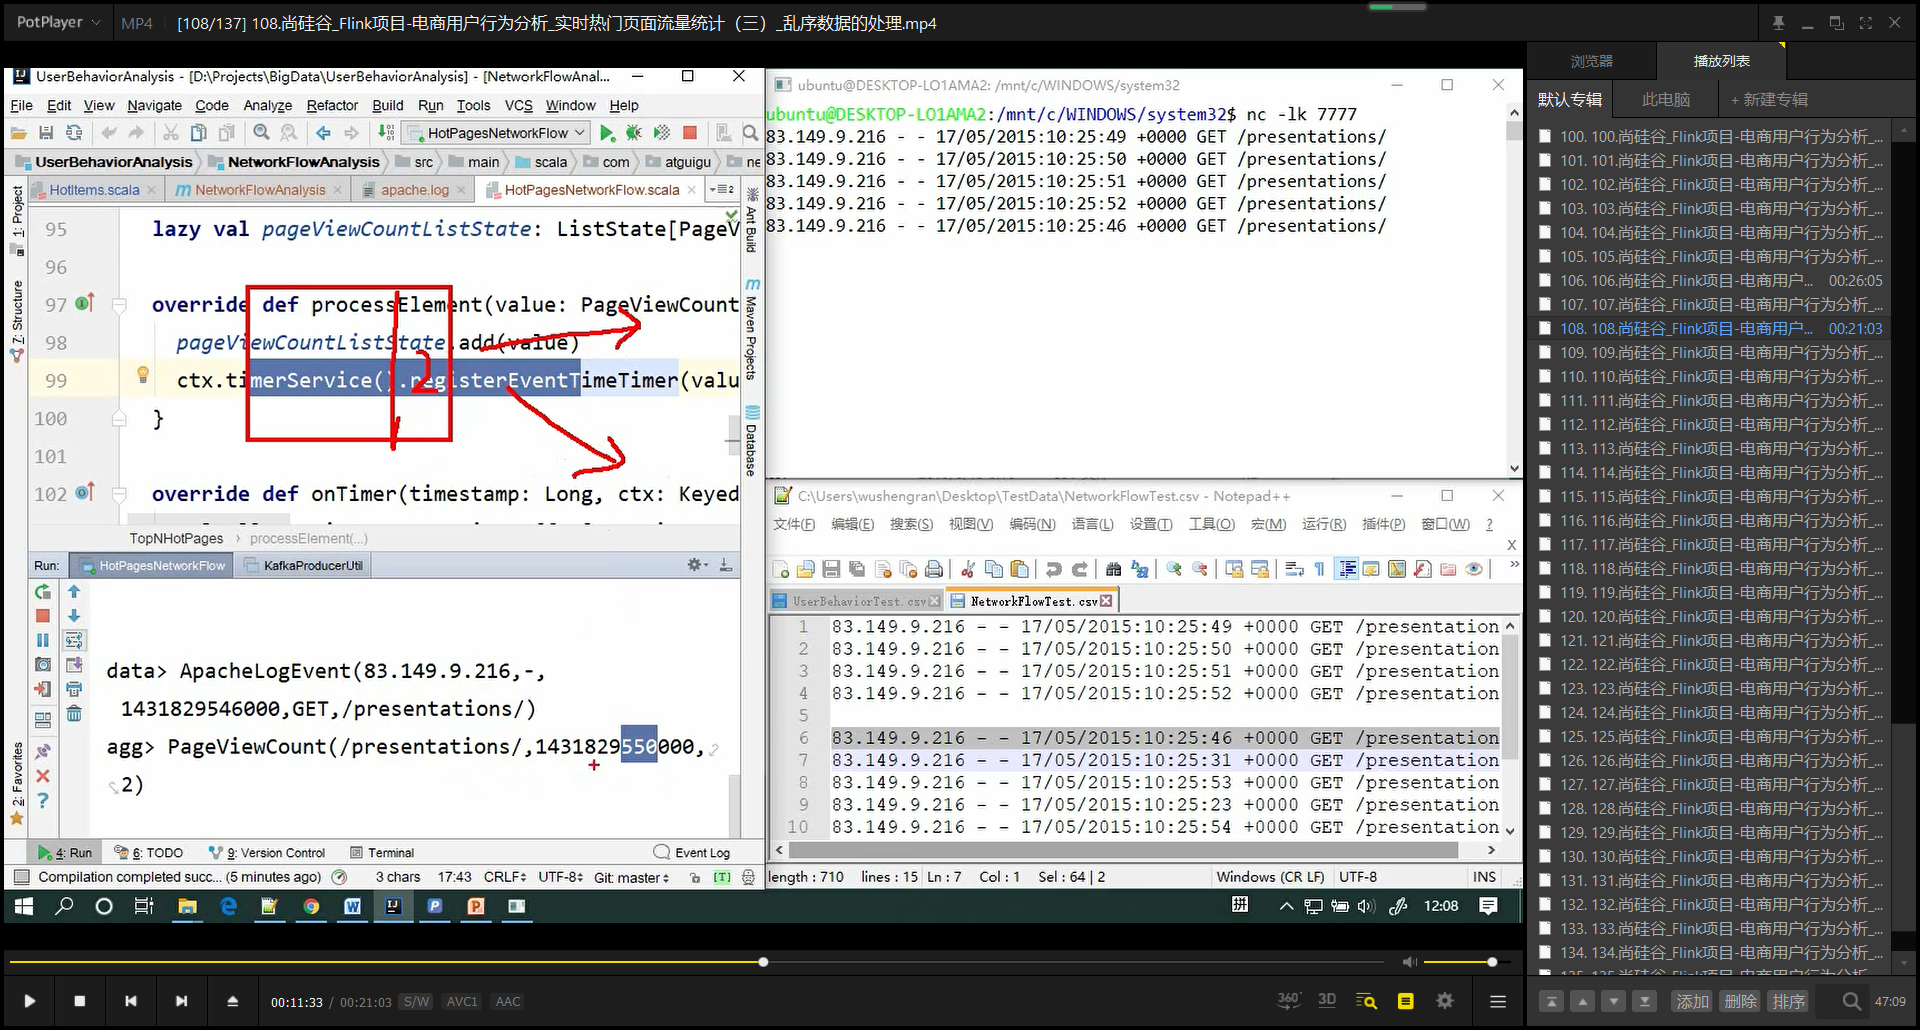 PotPlayer
MP4
[108/137] 108.尚硅谷_Flink项目-电商用户行为分析_实时热门页面流量统计（三）_乱序数据的处理.mp4
UserBehaviorAnalysis - [D:\Projects\BigData\UserBehaviorAnalysis] - [NetworkFlowAnal...
File Edit View Navigate Code Analyze Refactor Build Run Tools VCS Window Help
HotPagesNetworkFlow
UserBehaviorAnalysis NetworkFlowAnalysis src main scala com atguigu ne
HotItems.scala NetworkFlowAnalysis apache.log HotPagesNetworkFlow.scala
1: Project
7: Structure
2: Favorites
95 lazy val pageViewCountListState: ListState[PageV
96
97 override def processElement(value: PageViewCount
98 pageViewCountListState.add(value)
99 ctx.timerService().registerEventTimeTimer(valu
100 }
101
102 override def onTimer(timestamp: Long, ctx: Keyed
2
TopNHotPages processElement(...)
Ant Build
Maven Projects
Database
Run: HotPagesNetworkFlow KafkaProducerUtil
data> ApacheLogEvent(83.149.9.216,-,
1431829546000,GET,/presentations/)
agg> PageViewCount(/presentations/,1431829550000,
2)
4: Run 6: TODO 9: Version Control Terminal Event Log
Compilation completed succ... (5 minutes ago) 3 chars 17:43 CRLF UTF-8 Git: master
ubuntu@DESKTOP-LO1AMA2: /mnt/c/WINDOWS/system32
ubuntu@DESKTOP-LO1AMA2:/mnt/c/WINDOWS/system32$ nc -lk 7777
83.149.9.216 - - 17/05/2015:10:25:49 +0000 GET /presentations/
83.149.9.216 - - 17/05/2015:10:25:50 +0000 GET /presentations/
83.149.9.216 - - 17/05/2015:10:25:51 +0000 GET /presentations/
83.149.9.216 - - 17/05/2015:10:25:52 +0000 GET /presentations/
83.149.9.216 - - 17/05/2015:10:25:46 +0000 GET /presentations/
C:\Users\wushengran\Desktop\TestData\NetworkFlowTest.csv - Notepad++
文件(F) 编辑(E) 搜索(S) 视图(V) 编码(N) 语言(L) 设置(T) 工具(O) 宏(M) 运行(R) 插件(P) 窗口(W) ?
X
UserBehaviorTest.csv NetworkFlowTest.csv
1 83.149.9.216 - - 17/05/2015:10:25:49 +0000 GET /presentation
2 83.149.9.216 - - 17/05/2015:10:25:50 +0000 GET /presentation
3 83.149.9.216 - - 17/05/2015:10:25:51 +0000 GET /presentation
4 83.149.9.216 - - 17/05/2015:10:25:52 +0000 GET /presentation
5
6 83.149.9.216 - - 17/05/2015:10:25:46 +0000 GET /presentation
7 83.149.9.216 - - 17/05/2015:10:25:31 +0000 GET /presentation
8 83.149.9.216 - - 17/05/2015:10:25:53 +0000 GET /presentation
9 83.149.9.216 - - 17/05/2015:10:25:23 +0000 GET /presentation
10 83.149.9.216 - - 17/05/2015:10:25:54 +0000 GET /presentation
length : 710 lines : 15 Ln : 7 Col : 1 Sel : 64 | 2 Windows (CR LF) UTF-8 INS
拼 12:08
00:11:33 / 00:21:03 S/W AVC1 AAC
360° 3D
浏览器 播放列表
默认专辑 此电脑 + 新建专辑
100. 100.尚硅谷_Flink项目-电商用户行为分析_...
101. 101.尚硅谷_Flink项目-电商用户行为分析_...
102. 102.尚硅谷_Flink项目-电商用户行为分析_...
103. 103.尚硅谷_Flink项目-电商用户行为分析_...
104. 104.尚硅谷_Flink项目-电商用户行为分析_...
105. 105.尚硅谷_Flink项目-电商用户行为分析_...
106. 106.尚硅谷_Flink项目-电商用户... 00:26:05
107. 107.尚硅谷_Flink项目-电商用户行为分析_...
108. 108.尚硅谷_Flink项目-电商用户... 00:21:03
109. 109.尚硅谷_Flink项目-电商用户行为分析_...
110. 110.尚硅谷_Flink项目-电商用户行为分析_...
111. 111.尚硅谷_Flink项目-电商用户行为分析_...
112. 112.尚硅谷_Flink项目-电商用户行为分析_...
113. 113.尚硅谷_Flink项目-电商用户行为分析_...
114. 114.尚硅谷_Flink项目-电商用户行为分析_...
115. 115.尚硅谷_Flink项目-电商用户行为分析_...
116. 116.尚硅谷_Flink项目-电商用户行为分析_...
117. 117.尚硅谷_Flink项目-电商用户行为分析_...
118. 118.尚硅谷_Flink项目-电商用户行为分析_...
119. 119.尚硅谷_Flink项目-电商用户行为分析_...
120. 120.尚硅谷_Flink项目-电商用户行为分析_...
121. 121.尚硅谷_Flink项目-电商用户行为分析_...
122. 122.尚硅谷_Flink项目-电商用户行为分析_...
123. 123.尚硅谷_Flink项目-电商用户行为分析_...
124. 124.尚硅谷_Flink项目-电商用户行为分析_...
125. 125.尚硅谷_Flink项目-电商用户行为分析_...
126. 126.尚硅谷_Flink项目-电商用户行为分析_...
127. 127.尚硅谷_Flink项目-电商用户行为分析_...
128. 128.尚硅谷_Flink项目-电商用户行为分析_...
129. 129.尚硅谷_Flink项目-电商用户行为分析_...
130. 130.尚硅谷_Flink项目-电商用户行为分析_...
131. 131.尚硅谷_Flink项目-电商用户行为分析_...
132. 132.尚硅谷_Flink项目-电商用户行为分析_...
133. 133.尚硅谷_Flink项目-电商用户行为分析_...
134. 134.尚硅谷_Flink项目-电商用户行为分析_...
添加 删除 排序 47:09